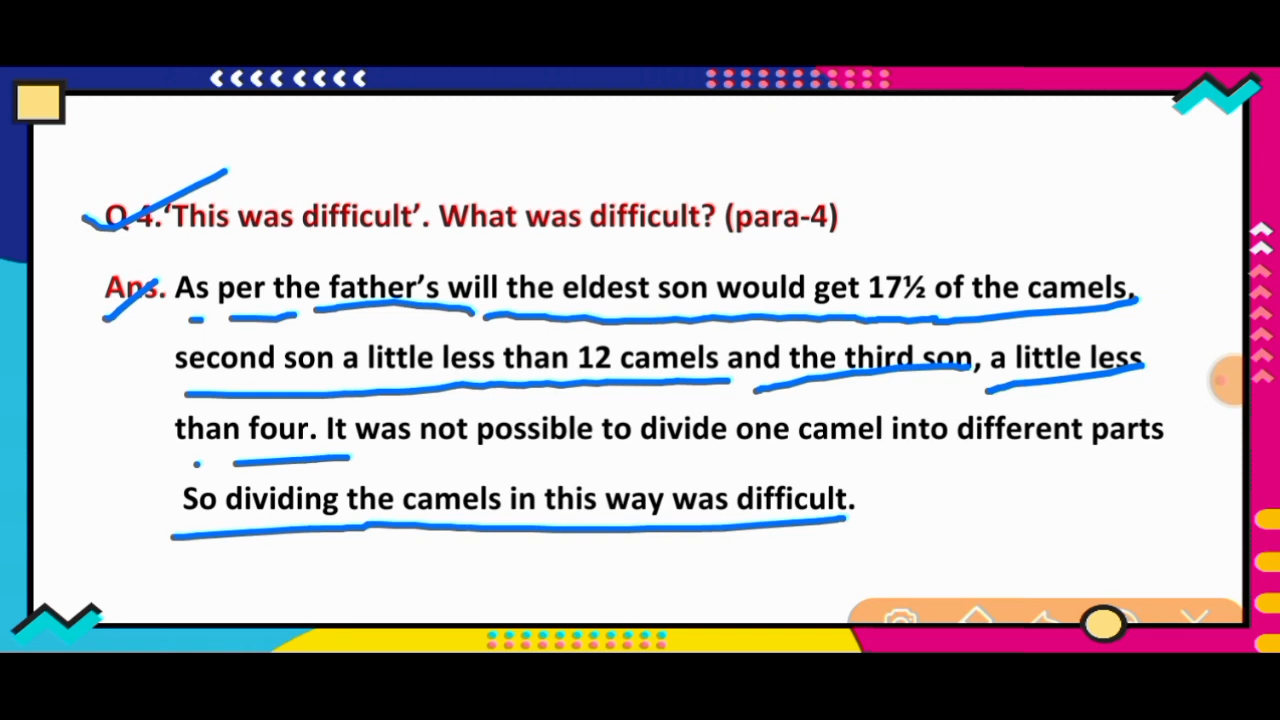 Q.4.‘This was difficult’. What was difficult? (para-4)
Ans. As per the father’s will the eldest son would get 17½ of the camels,
second son a little less than 12 camels and the third son, a little less
than four. It was not possible to divide one camel into different parts
So dividing the camels in this way was difficult.